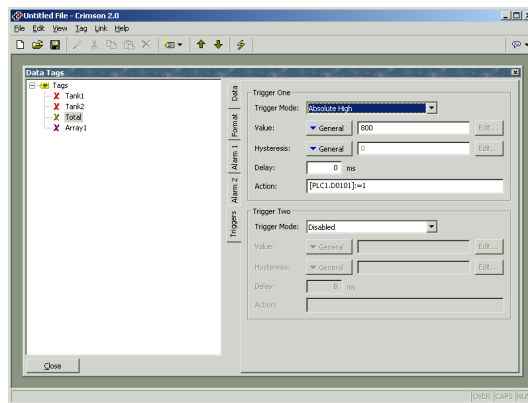 Untitled File - Crimson 2.0
File Edit View Tag Link Help
Data Tags
Tags
Tank1
Tank2
Total
Array1
Data
Format
Alarm 1
Alarm 2
Triggers
Trigger One
Trigger Mode: Absolute High
Value: General 800 Edit...
Hysteresis: General 0 Edit...
Delay: 0 ms
Action: [PLC1.D0101]:=1
Trigger Two
Trigger Mode: Disabled
Value: General Edit...
Hysteresis: General Edit...
Delay: 0 ms
Action:
Close
OVER CAPS NU